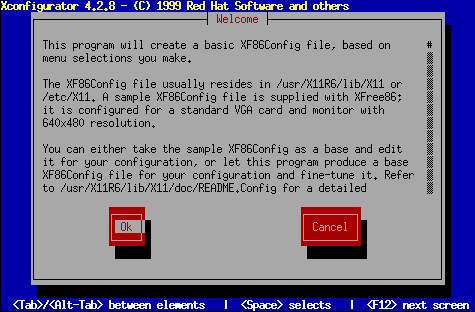 Xconfigurator 4.2.8 - (C) 1999 Red Hat Software and others
Welcome
This program will create a basic XF86Config file, based on
menu selections you make.
The XF86Config file usually resides in /usr/X11R6/lib/X11 or
/etc/X11. A sample XF86Config file is supplied with XFree86;
it is configured for a standard VGA card and monitor with
640x480 resolution.
You can either take the sample XF86Config as a base and edit
it for your configuration, or let this program produce a base
XF86Config file for your configuration and fine-tune it. Refer
to /usr/X11R6/lib/X11/doc/README.Config for a detailed
#
Ok
Cancel
<Tab>/<Alt-Tab> between elements | <Space> selects | <F12> next screen